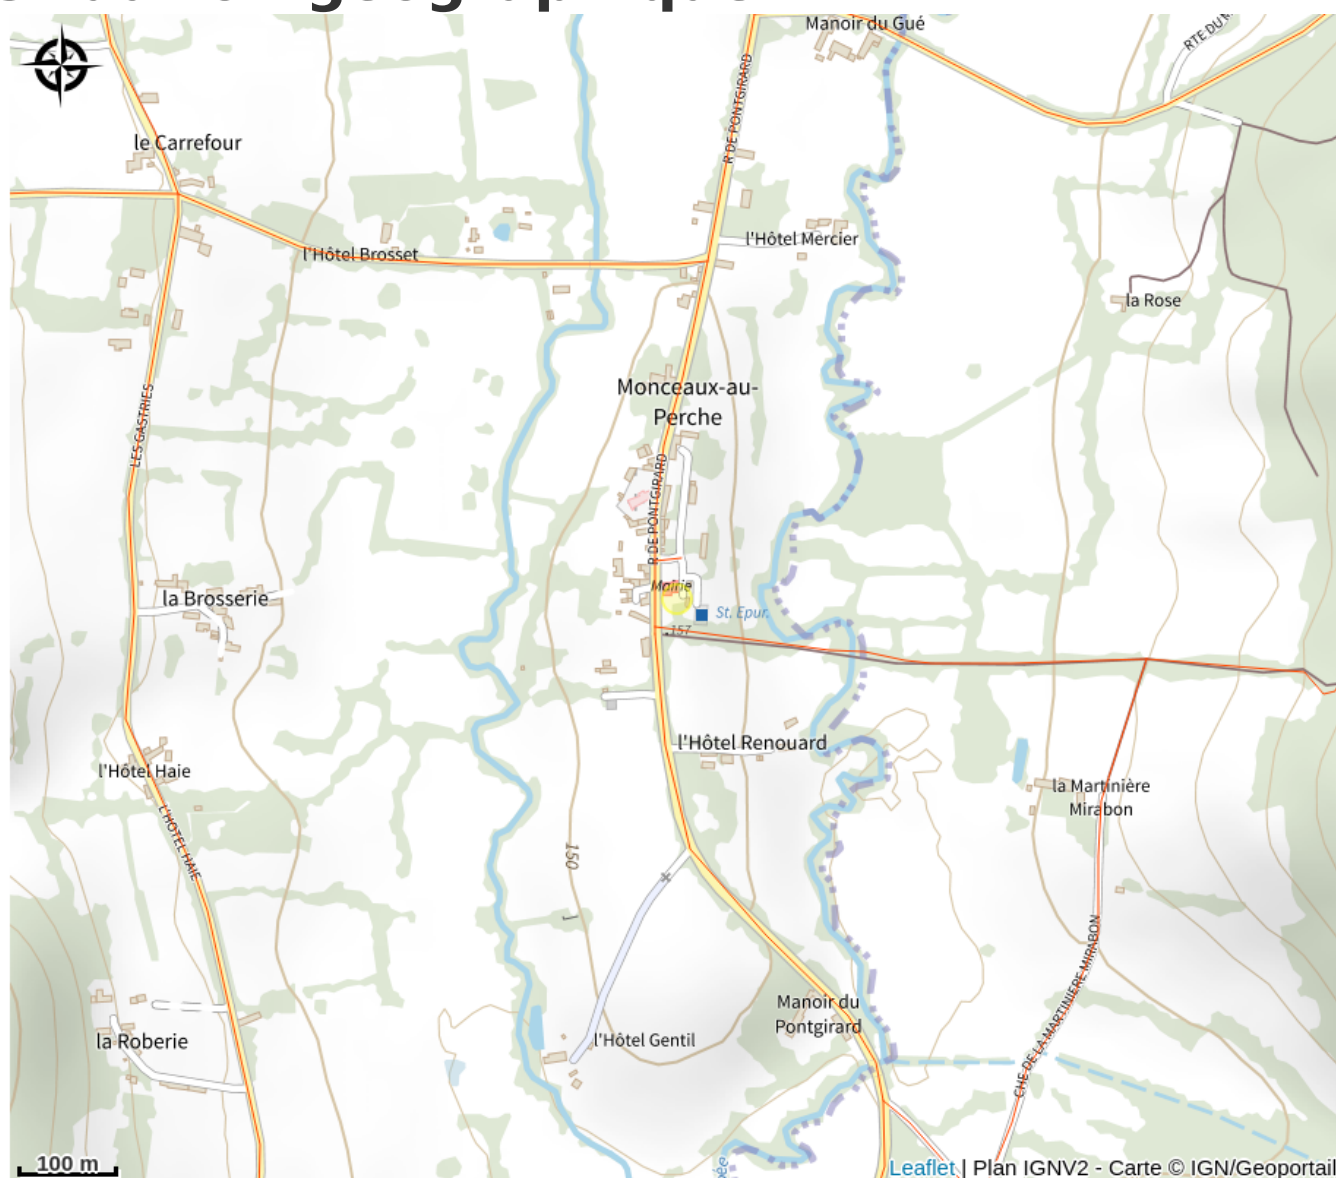 Manoir du Gué
RTE DU
R DE PONTGIRARD
le Carrefour
l'Hôtel Mercier
l'Hôtel Brosset
la Rose
Monceaux-au-
Perche
LES GASTRIES
R DE PONTGIRARD
Mairie
la Brosserie
St. Epur.
157
l'Hôtel Renouard
l'Hôtel Haie
la Martinière
Mirabon
L'HOTEL HAIE
150
CHE DE LA MARTINIERE MIRABON
Manoir du
Pontgirard
la Roberie
l'Hôtel Gentil
100 m
Leaflet | Plan IGNV2 - Carte © IGN/Geoportail